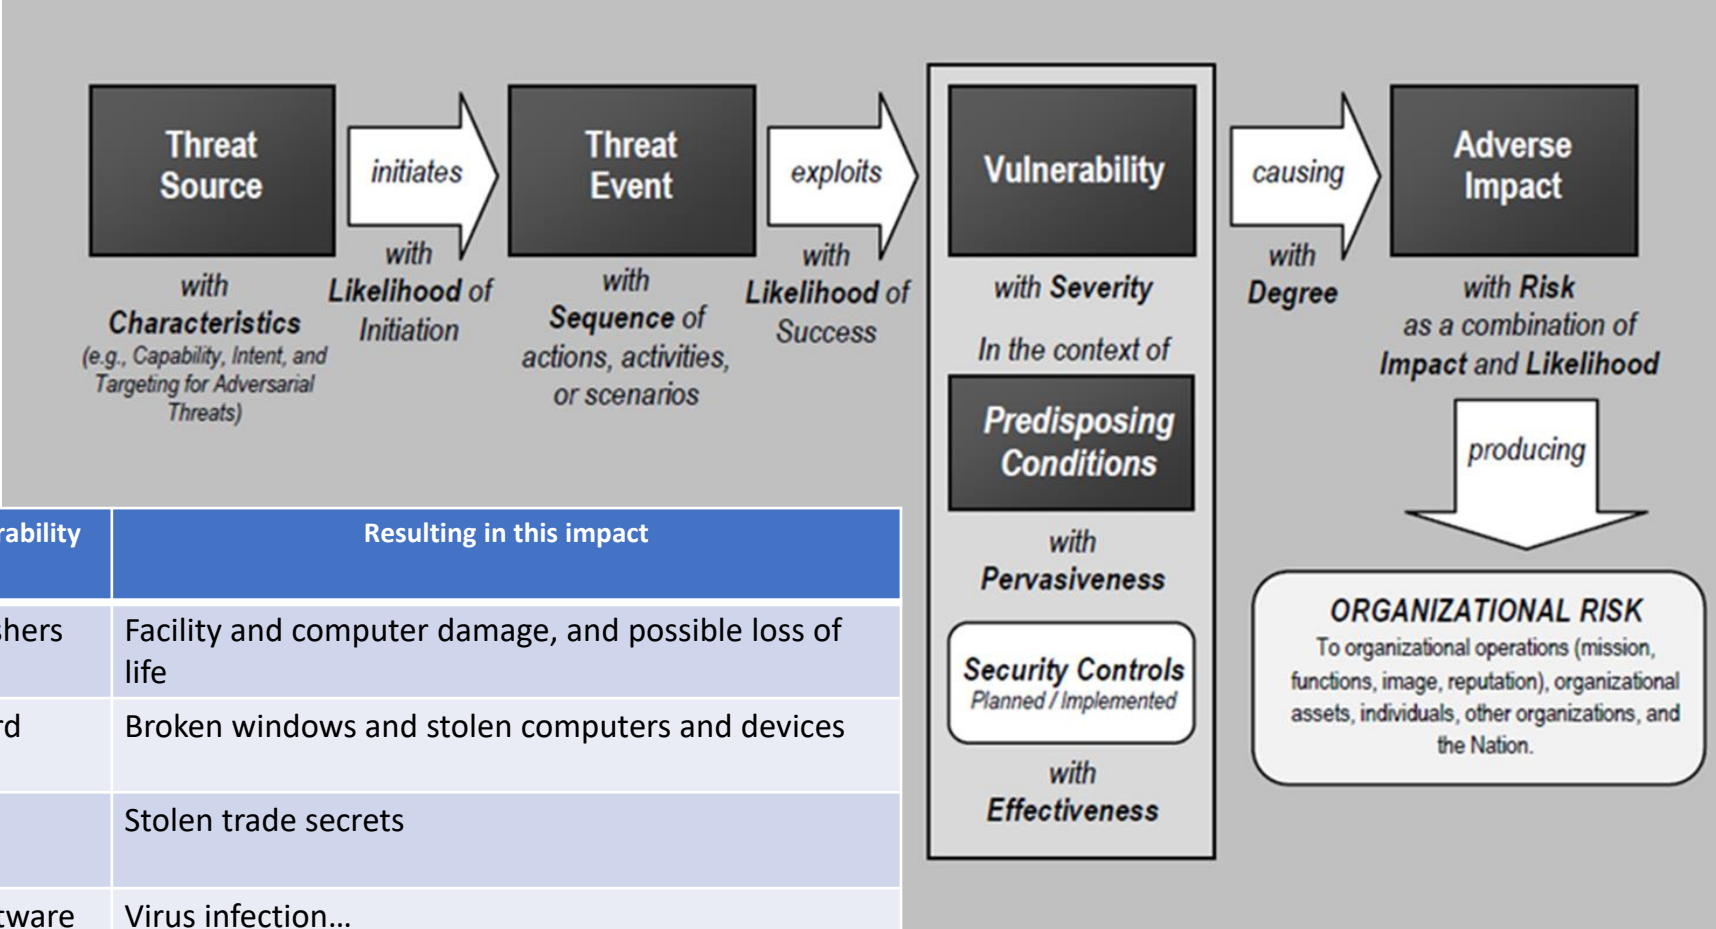 Threat
Source
with
Characteristics
(e.g., Capability, Intent, and
Targeting for Adversarial
Threats)
initiates
with
Likelihood of
Initiation
Threat
Event
with
Sequence of
actions, activities,
or scenarios
exploits
with
Likelihood of
Success
Vulnerability
with Severity
In the context of
Predisposing
Conditions
with
Pervasiveness
Security Controls
Planned / Implemented
with
Effectiveness
causing
with
Degree
Adverse
Impact
with Risk
as a combination of
Impact and Likelihood
producing
ORGANIZATIONAL RISK
To organizational operations (mission,
functions, image, reputation), organizational
assets, individuals, other organizations, and
the Nation.
rability
Resulting in this impact
shers
Facility and computer damage, and possible loss of
life
rd
Broken windows and stolen computers and devices
Stolen trade secrets
tware
Virus infection…